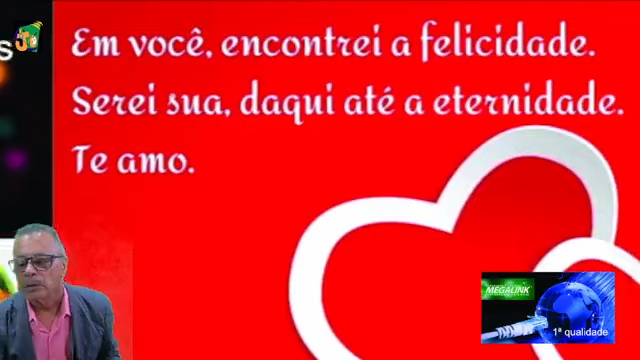 Em você, encontrei a felicidade.
Serei sua, daqui até a eternidade.
Te amo.
S
MEGALINK
1ª qualidade